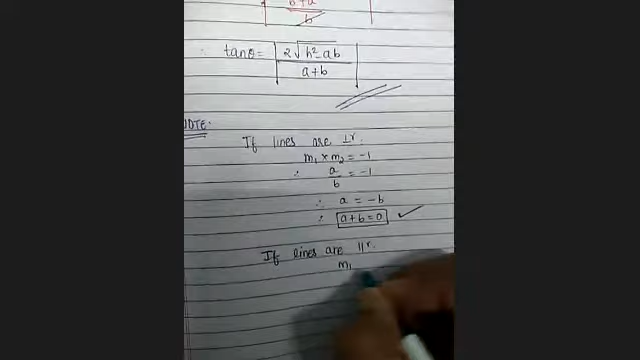 b+a
b
∴ tanθ = | 2√h²-ab / a+b |
NOTE:
If lines are ⊥r.
m₁ × m₂ = -1
∴ a/b = -1
∴ a = -b
∴ a+b=0 ✓
If lines are ||r.
m₁